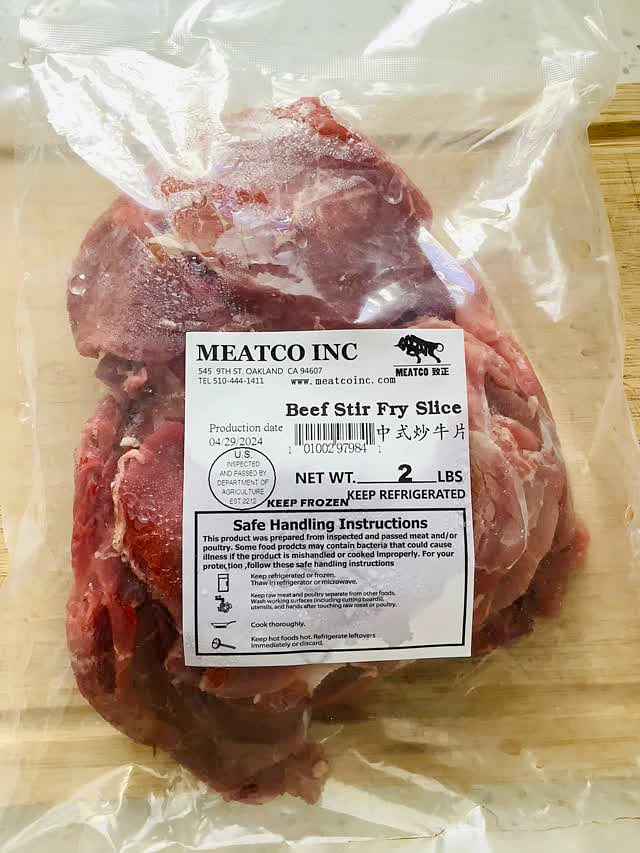 MEATCO INC
545 9TH ST. OAKLAND CA 94607
TEL 510-444-1411 www.meatcoinc.com
MEATCO 致正
Beef Stir Fry Slice
中式炒牛片
Production date
04/29/2024
1 01002 97984 1
U.S.
INSPECTED
AND PASSED BY
DEPARTMENT OF
AGRICULTURE
EST 2212
NET WT. 2 LBS
KEEP FROZEN KEEP REFRIGERATED
Safe Handling Instructions
This product was prepared from inspected and passed meat and/or
poultry. Some food prodcts may contain bacteria that could cause
illness if the product is mishandled or cooked improperly. For your
protection ,follow these safe handling instructions
Keep refrigerated or frozen.
Thaw in refrigerator or microwave.
Keep raw meat and poultry separate from other foods.
Wash working surfaces (including cutting boards),
utensils, and hands after touching raw meat or poultry.
Cook thoroughly.
Keep hot foods hot. Refrigerate leftovers
immediately or discard.